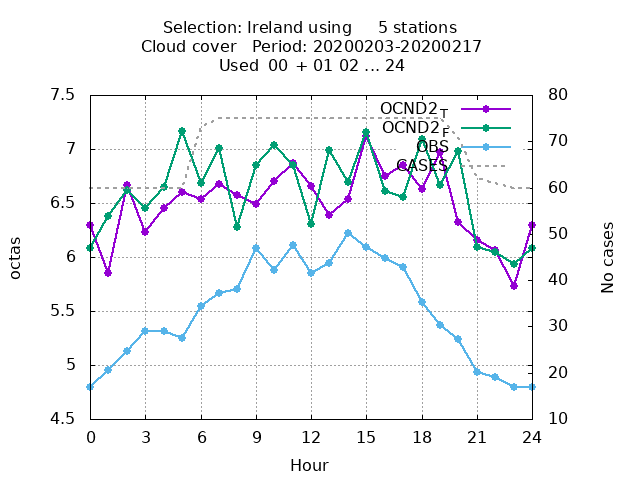 Selection: Ireland using 5 stations
Cloud cover Period: 20200203-20200217
Used 00 + 01 02 ... 24
7.5 80
OCND2_T
OCND2_F
7 70
OBS
CASES
6.5 60
6 50
octas
No cases
5.5 40
30
5 20
4.5 10
0 3 6 9 12 15 18 21 24
Hour